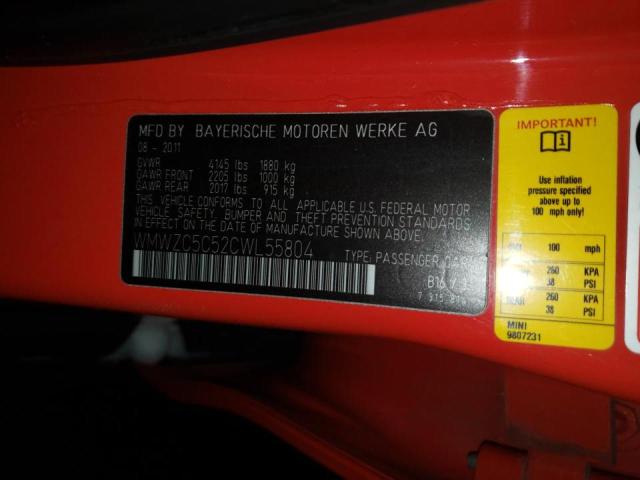 MFD BY BAYERISCHE MOTOREN WERKE AG
08 - 2011
GVWR 4145 lbs 1880 kg
GAWR FRONT 2205 lbs 1000 kg
GAWR REAR 2017 lbs 915 kg
THIS VEHICLE CONFORMS TO ALL APPLICABLE U.S. FEDERAL MOTOR
VEHICLE SAFETY, BUMPER AND THEFT PREVENTION STANDARDS
IN EFFECT ON THE DATE OF MANUFACTURE SHOWN ABOVE.
WMWZC5C52CWL55804 TYPE: PASSENGER CAR
B16 7 3
IMPORTANT!
Use inflation
pressure specified
above for up to
100 mph only!
100 mph
260 KPA
38 PSI
REAR 260 KPA
38 PSI
MINI
9807231